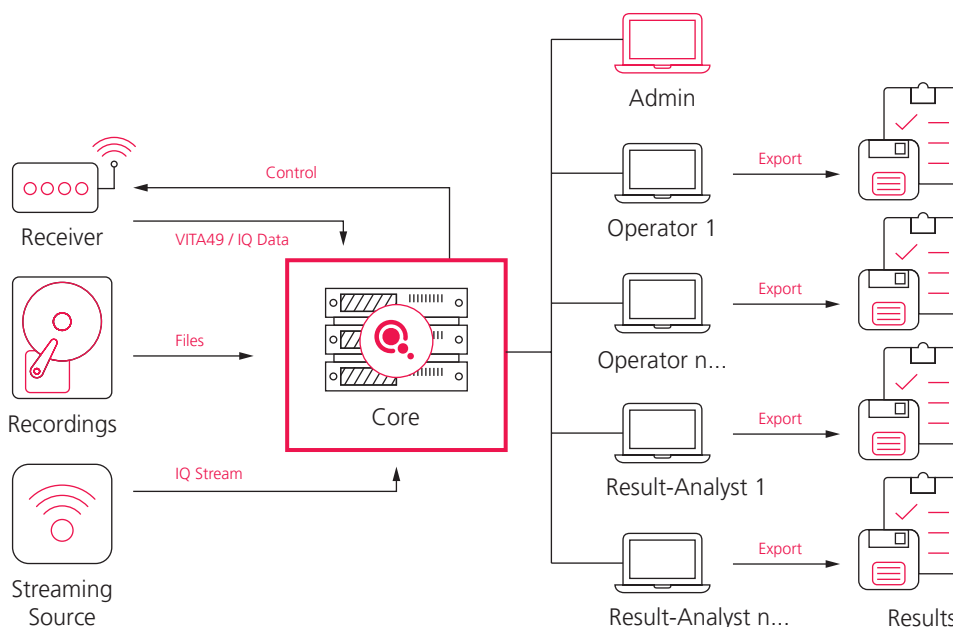 Admin
Export
Operator 1
Control
Receiver
VITA49 / IQ Data
Export
Operator n...
Files
Recordings
Core
Export
Result-Analyst 1
IQ Stream
Export
Streaming
Source
Result-Analyst n...
Results